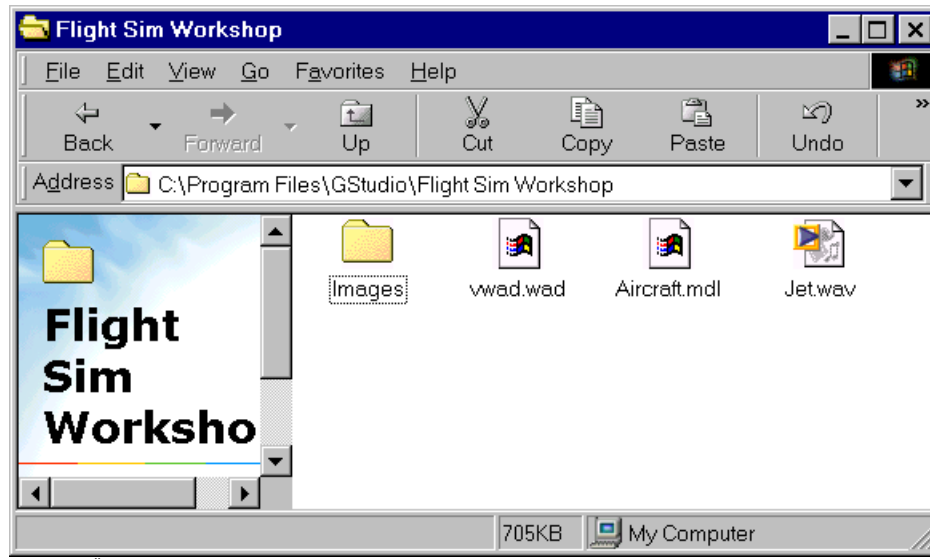 Flight Sim Workshop
File Edit View Go Favorites Help
Back Forward Up Cut Copy Paste Undo »
Address C:\Program Files\GStudio\Flight Sim Workshop
Images vwad.wad Aircraft.mdl Jet.wav
Flight
Sim
Worksho
705KB My Computer